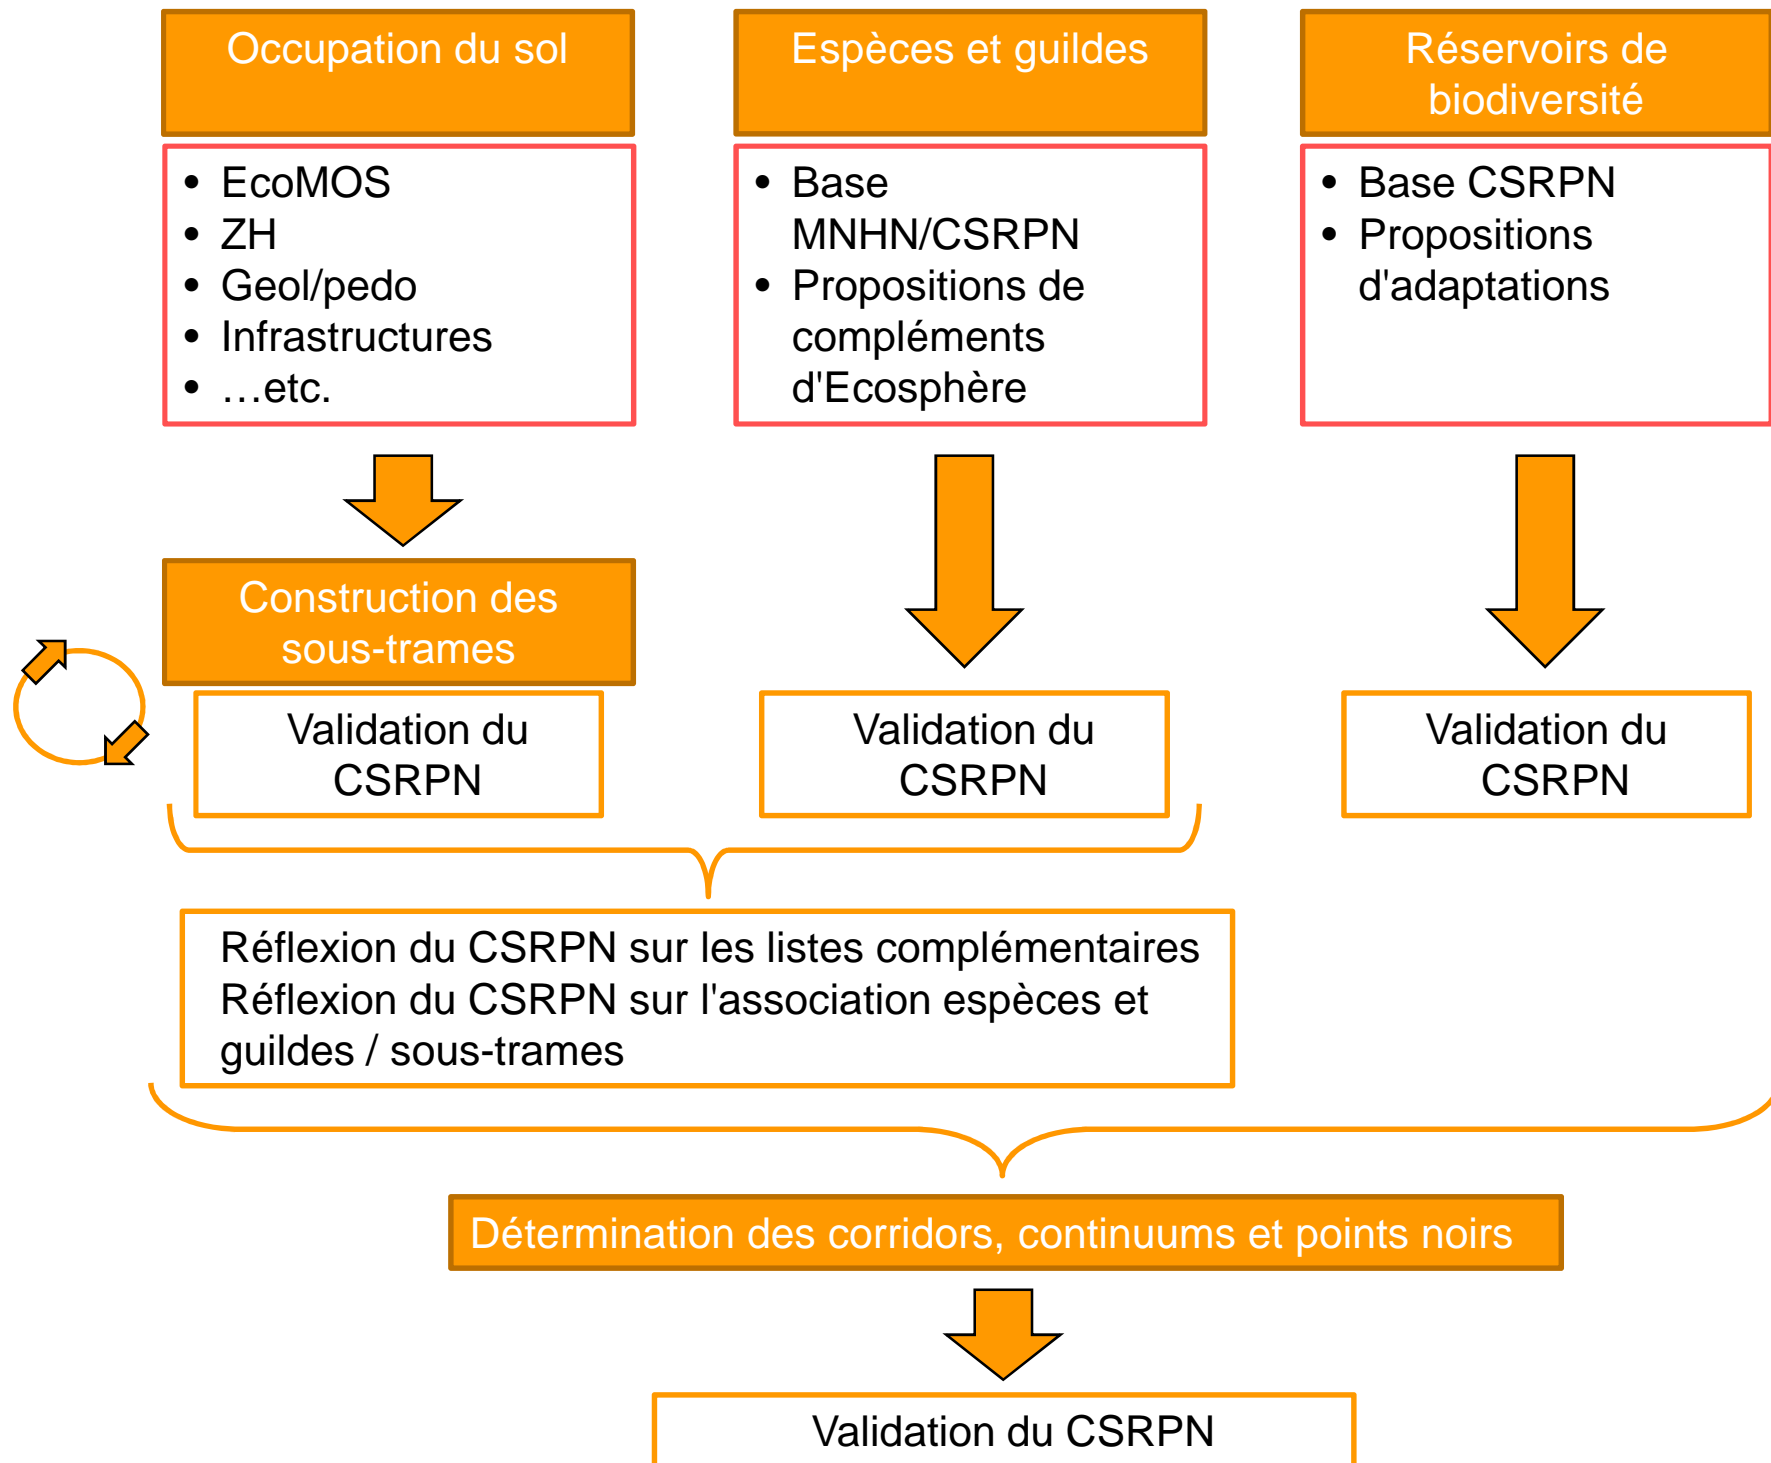 Occupation du sol
• EcoMOS
• ZH
• Geol/pedo
• Infrastructures
• …etc.
Espèces et guildes
• Base
MNHN/CSRPN
• Propositions de
compléments
d'Ecosphère
Réservoirs de
biodiversité
• Base CSRPN
• Propositions
d'adaptations
Construction des
sous-trames
Validation du
CSRPN
Validation du
CSRPN
Validation du
CSRPN
Réflexion du CSRPN sur les listes complémentaires
Réflexion du CSRPN sur l'association espèces et
guildes / sous-trames
Détermination des corridors, continuums et points noirs
Validation du CSRPN